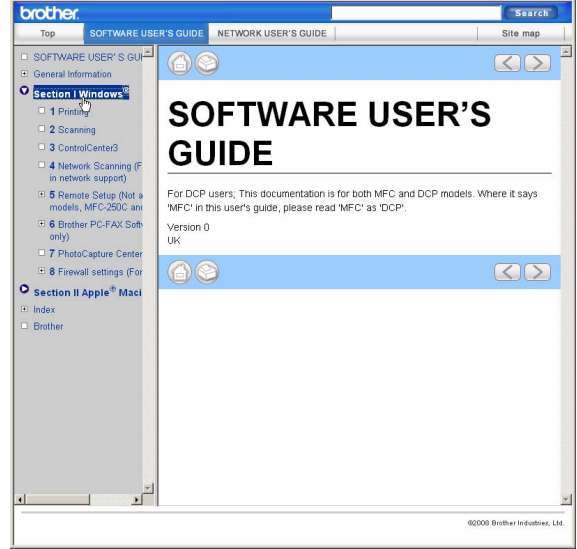 brother.
Search
Top
SOFTWARE USER'S GUIDE
NETWORK USER'S GUIDE
Site map
SOFTWARE USER'S GUI
General Information
Section I Windows®
1 Printing
2 Scanning
3 ControlCenter3
4 Network Scanning (F
in network support)
5 Remote Setup (Not a
models, MFC-250C and
6 Brother PC-FAX Softw
only)
7 PhotoCapture Center
8 Firewall settings (For
Section II Apple® Maci
Index
Brother
SOFTWARE USER'S
GUIDE
For DCP users; This documentation is for both MFC and DCP models. Where it says
'MFC' in this user's guide, please read 'MFC' as 'DCP'.
Version 0
UK
©2008 Brother Industries, Ltd.